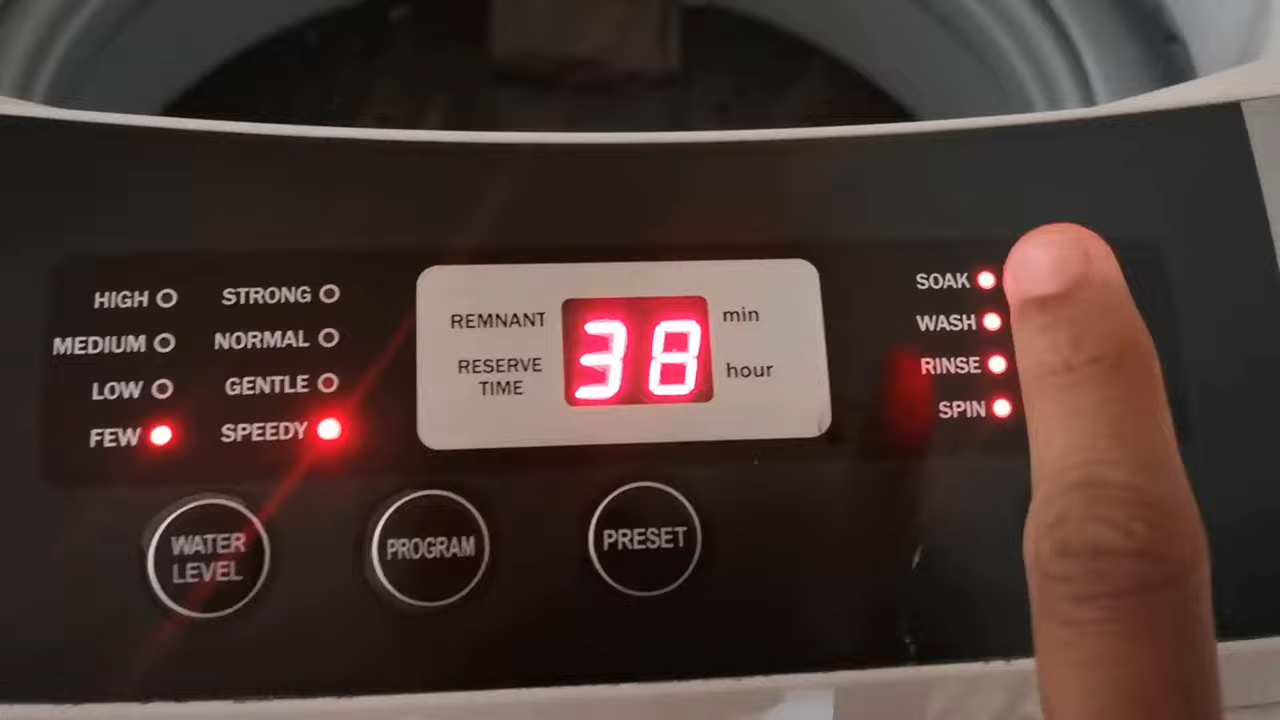 HIGH
MEDIUM
LOW
FEW
STRONG
NORMAL
GENTLE
SPEEDY
REMNANT
RESERVE
TIME
38
min
hour
SOAK
WASH
RINSE
SPIN
WATER
LEVEL
PROGRAM
PRESET